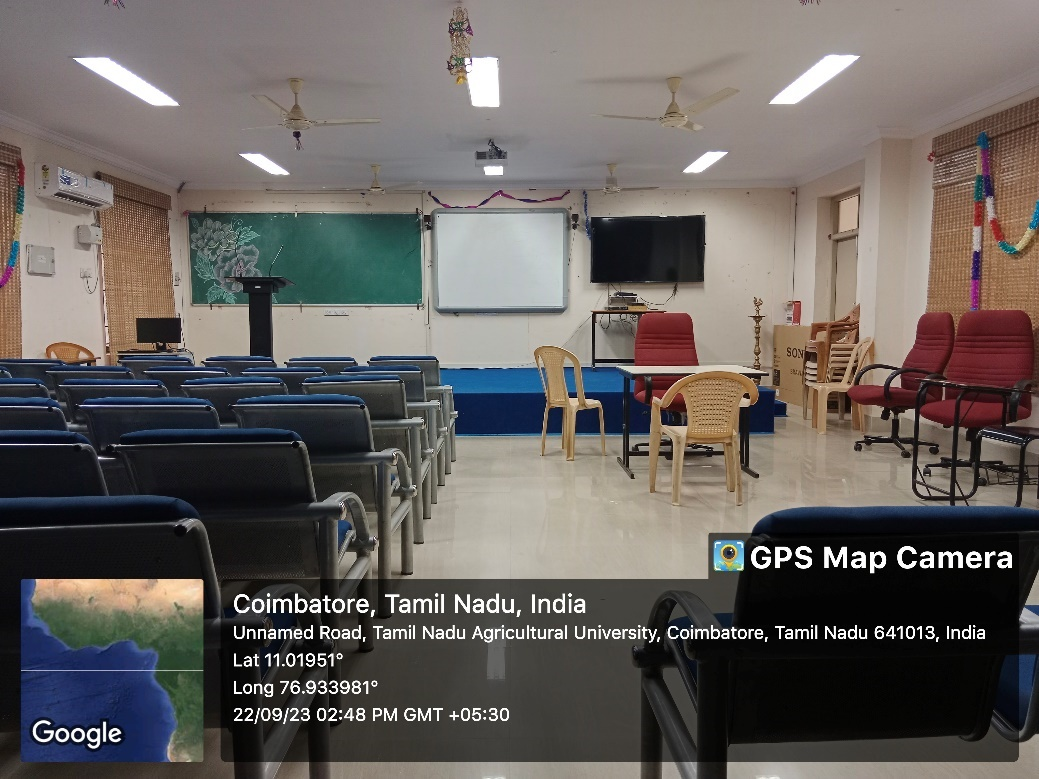 SON
GPS Map Camera
Coimbatore, Tamil Nadu, India
Unnamed Road, Tamil Nadu Agricultural University, Coimbatore, Tamil Nadu 641013, India
Lat 11.01951°
Long 76.933981°
22/09/23 02:48 PM GMT +05:30
Google